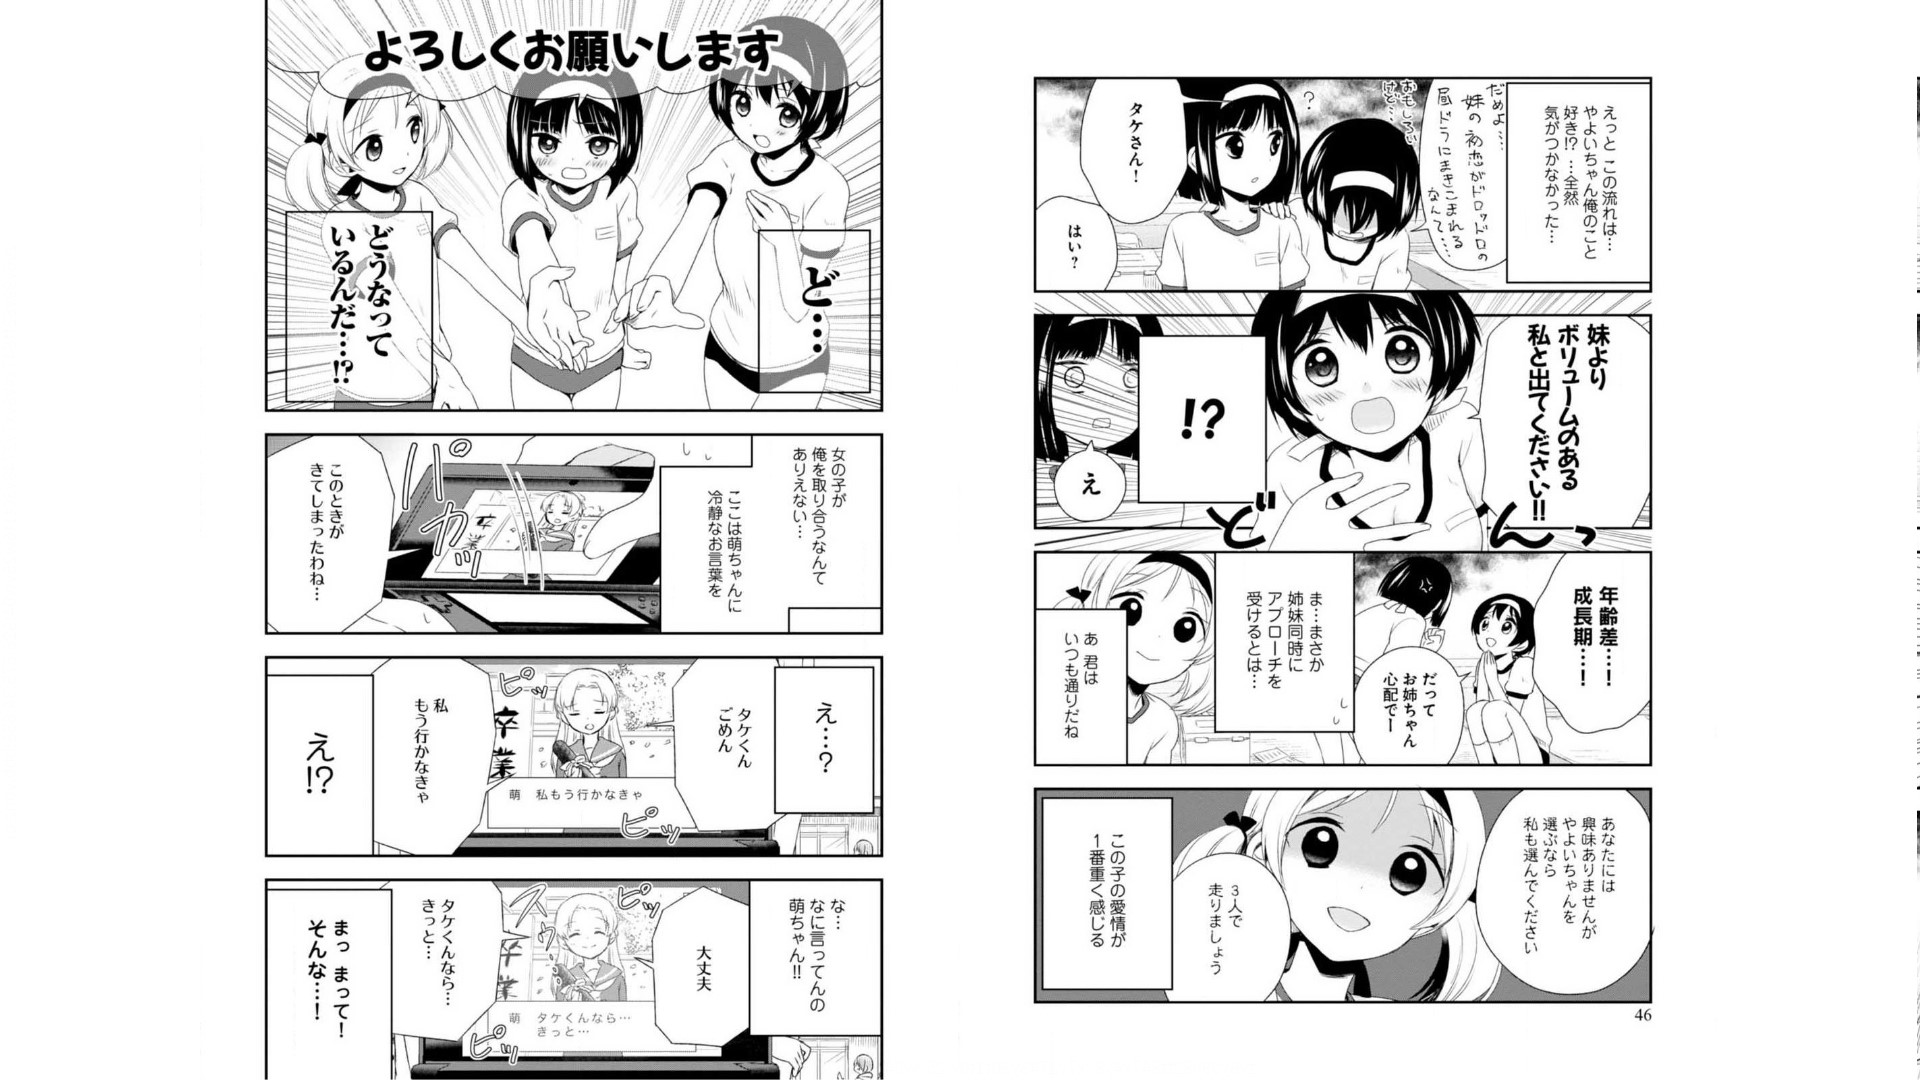 えっと この流れは…
やよいちゃん俺のこと
好き!? …全然
気がつかなかった…
だめよ…
妹の初恋がドロッドロの
昼ドラにまきこまれる
なんて…
おもしろい
けど…
?
タケさん!
はい?
妹より
ボリュームのある
私と出てください!!
どーんっ
!?
え
年齢差…!
成長期…!
だって
お姉ちゃん
心配でー
ま…まさか
姉妹同時に
アプローチを
受けるとは…
あ 君は
いつも通りだね
あなたには
興味ありませんが
やよいちゃんを
選ぶなら
私も選んでください
3人で
走りましょう
この子の愛情が
1番重く感じる
46
よろしくお願いします
ど…
どうなって
いるんだ…!?
女の子が
俺を取り合うなんて
ありえない…
ここは萌ちゃんに
冷静なお言葉を
パカッ
このときが
きてしまったわね…
え…?
タケくん
ごめん
ピッ
卒業
萌 私もう行かなきゃ
ピッ
私
もう行かなきゃ
え!?
な…
なに言ってんの
萌ちゃん!!
大丈夫
ピッ
スゥ…
卒業
萌 タケくんなら…
きっと…
ピッ
タケくんなら…
きっと…
まっ まって!
そんな…!